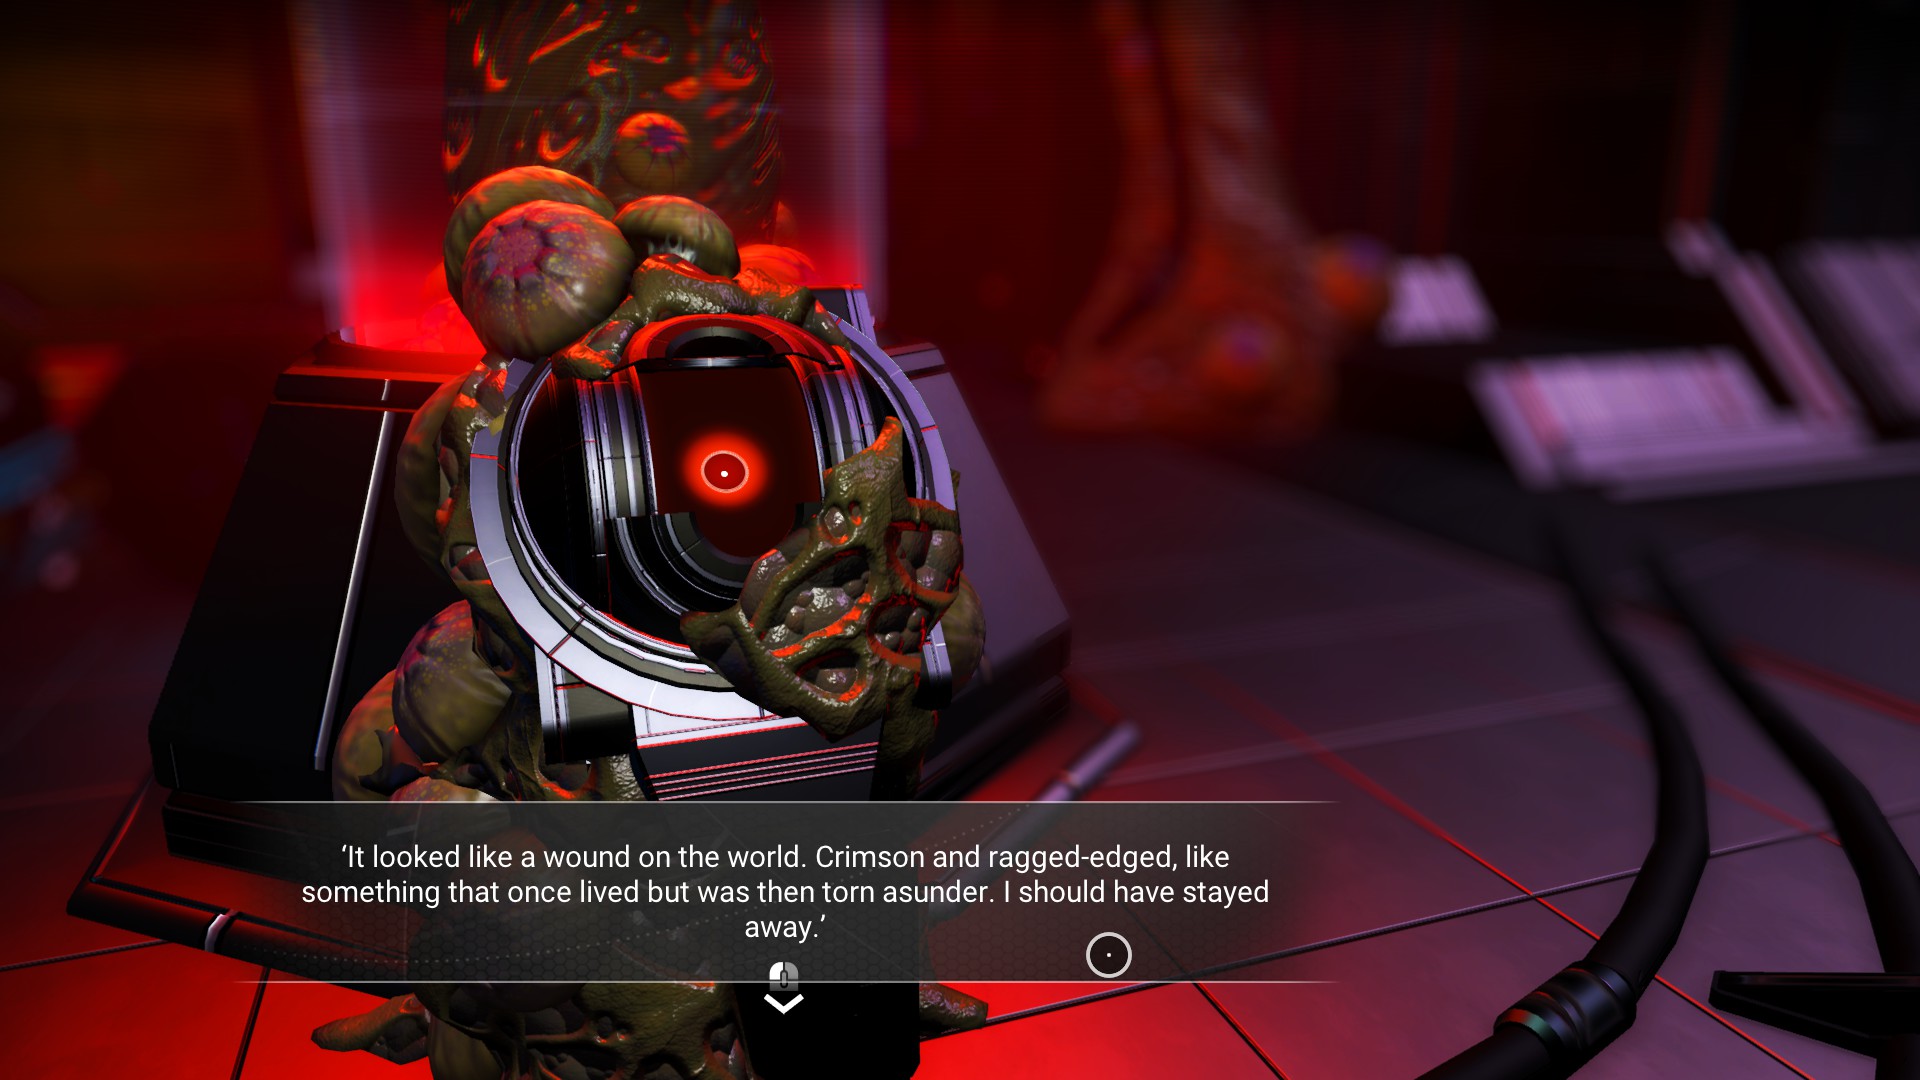 ‘It looked like a wound on the world. Crimson and ragged-edged, like
something that once lived but was then torn asunder. I should have stayed
away.’